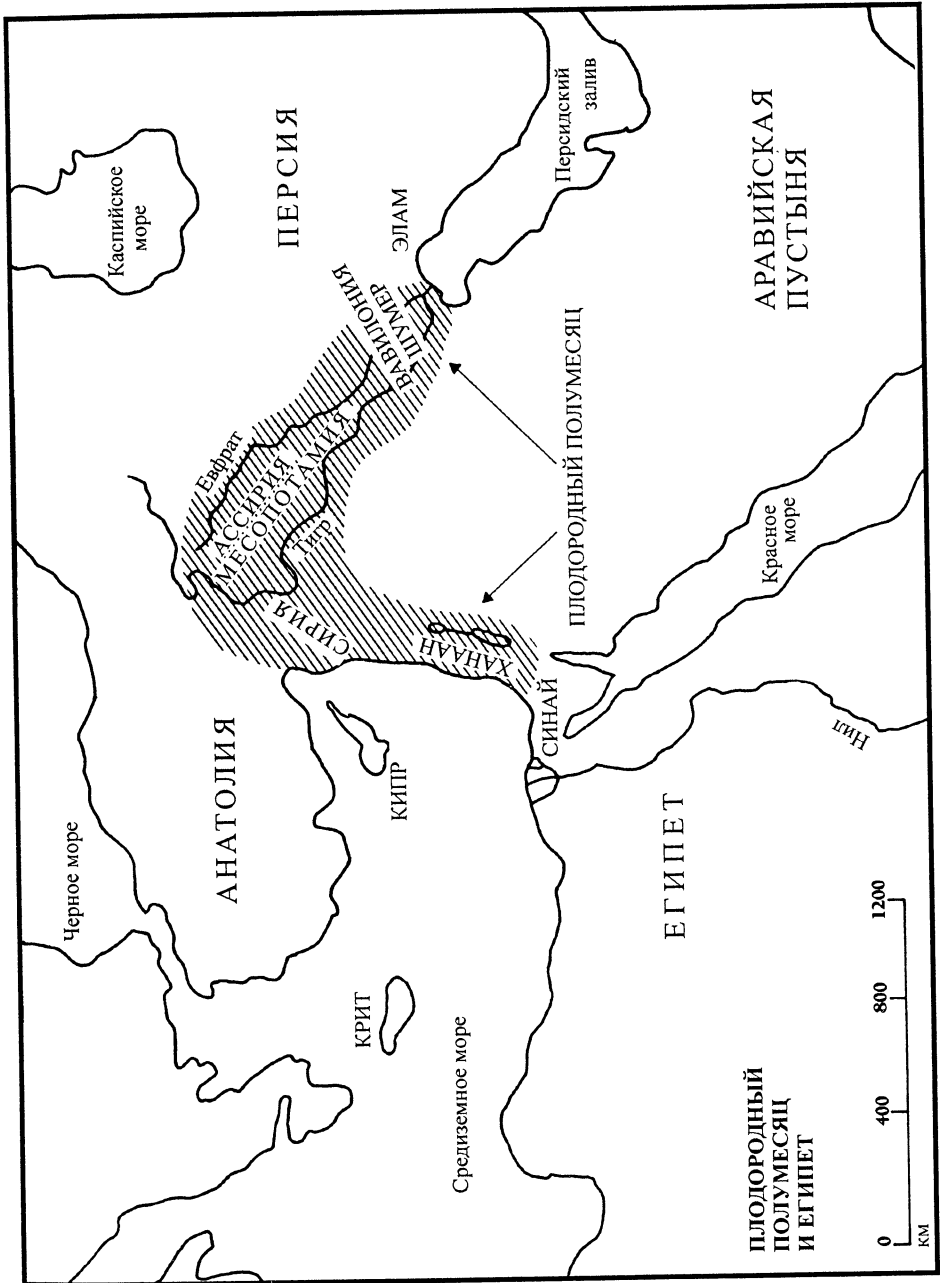 Черное море
Каспийское
море
АНАТОЛИЯ
ПЕРСИЯ
Евфрат
АССИРИЯ
МЕСОПОТАМИЯ
Тигр
СИРИЯ
ВАВИЛОНИЯ
ШУМЕР
ЭЛАМ
КРИТ
КИПР
ХАНААН
Персидский
залив
Средиземное море
СИНАЙ
ПЛОДОРОДНЫЙ ПОЛУМЕСЯЦ
ЕГИПЕТ
Нил
Красное
море
АРАВИЙСКАЯ
ПУСТЫНЯ
ПЛОДОРОДНЫЙ
ПОЛУМЕСЯЦ
И ЕГИПЕТ
0 400 800 1200
км